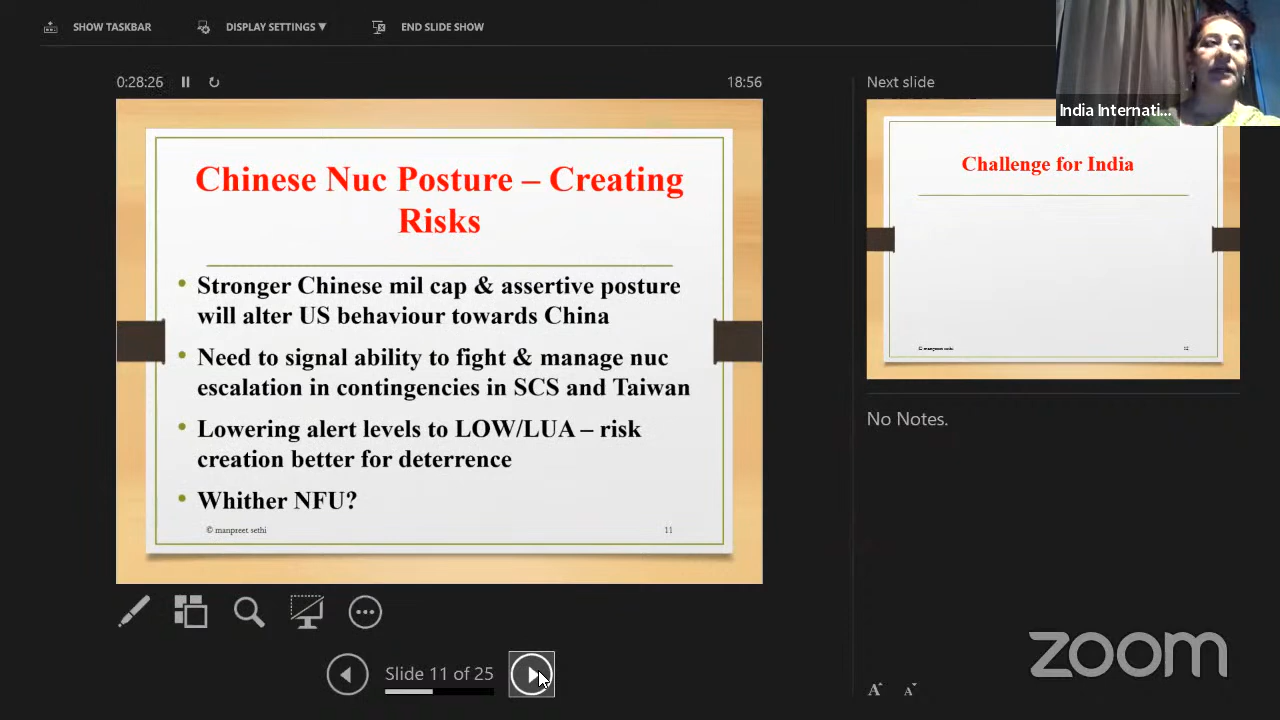 SHOW TASKBAR
DISPLAY SETTINGS ▼
END SLIDE SHOW
0:28:26
18:56
Chinese Nuc Posture – Creating
Risks
• Stronger Chinese mil cap & assertive posture
will alter US behaviour towards China
• Need to signal ability to fight & manage nuc
escalation in contingencies in SCS and Taiwan
• Lowering alert levels to LOW/LUA – risk
creation better for deterrence
• Whither NFU?
© manpreet sethi
11
Slide 11 of 25
Next slide
India Internati...
Challenge for India
© manpreet sethi
12
No Notes.
A A
zoom